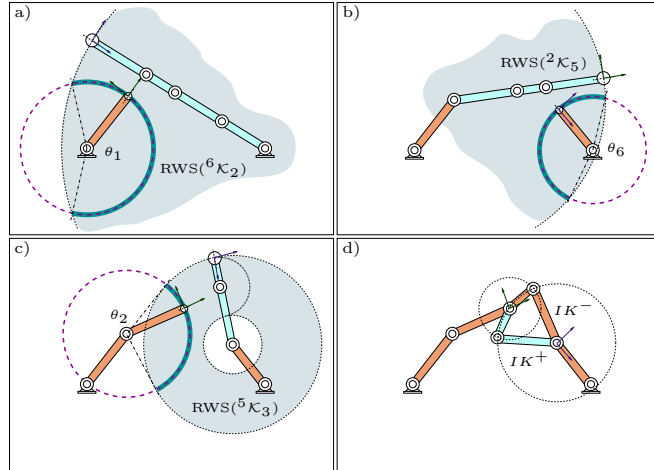 a)
θ₁
RWS(⁶𝒦₂)
b)
RWS(²𝒦₅)
θ₆
c)
θ₂
RWS(⁵𝒦₃)
d)
IK⁻
IK⁺